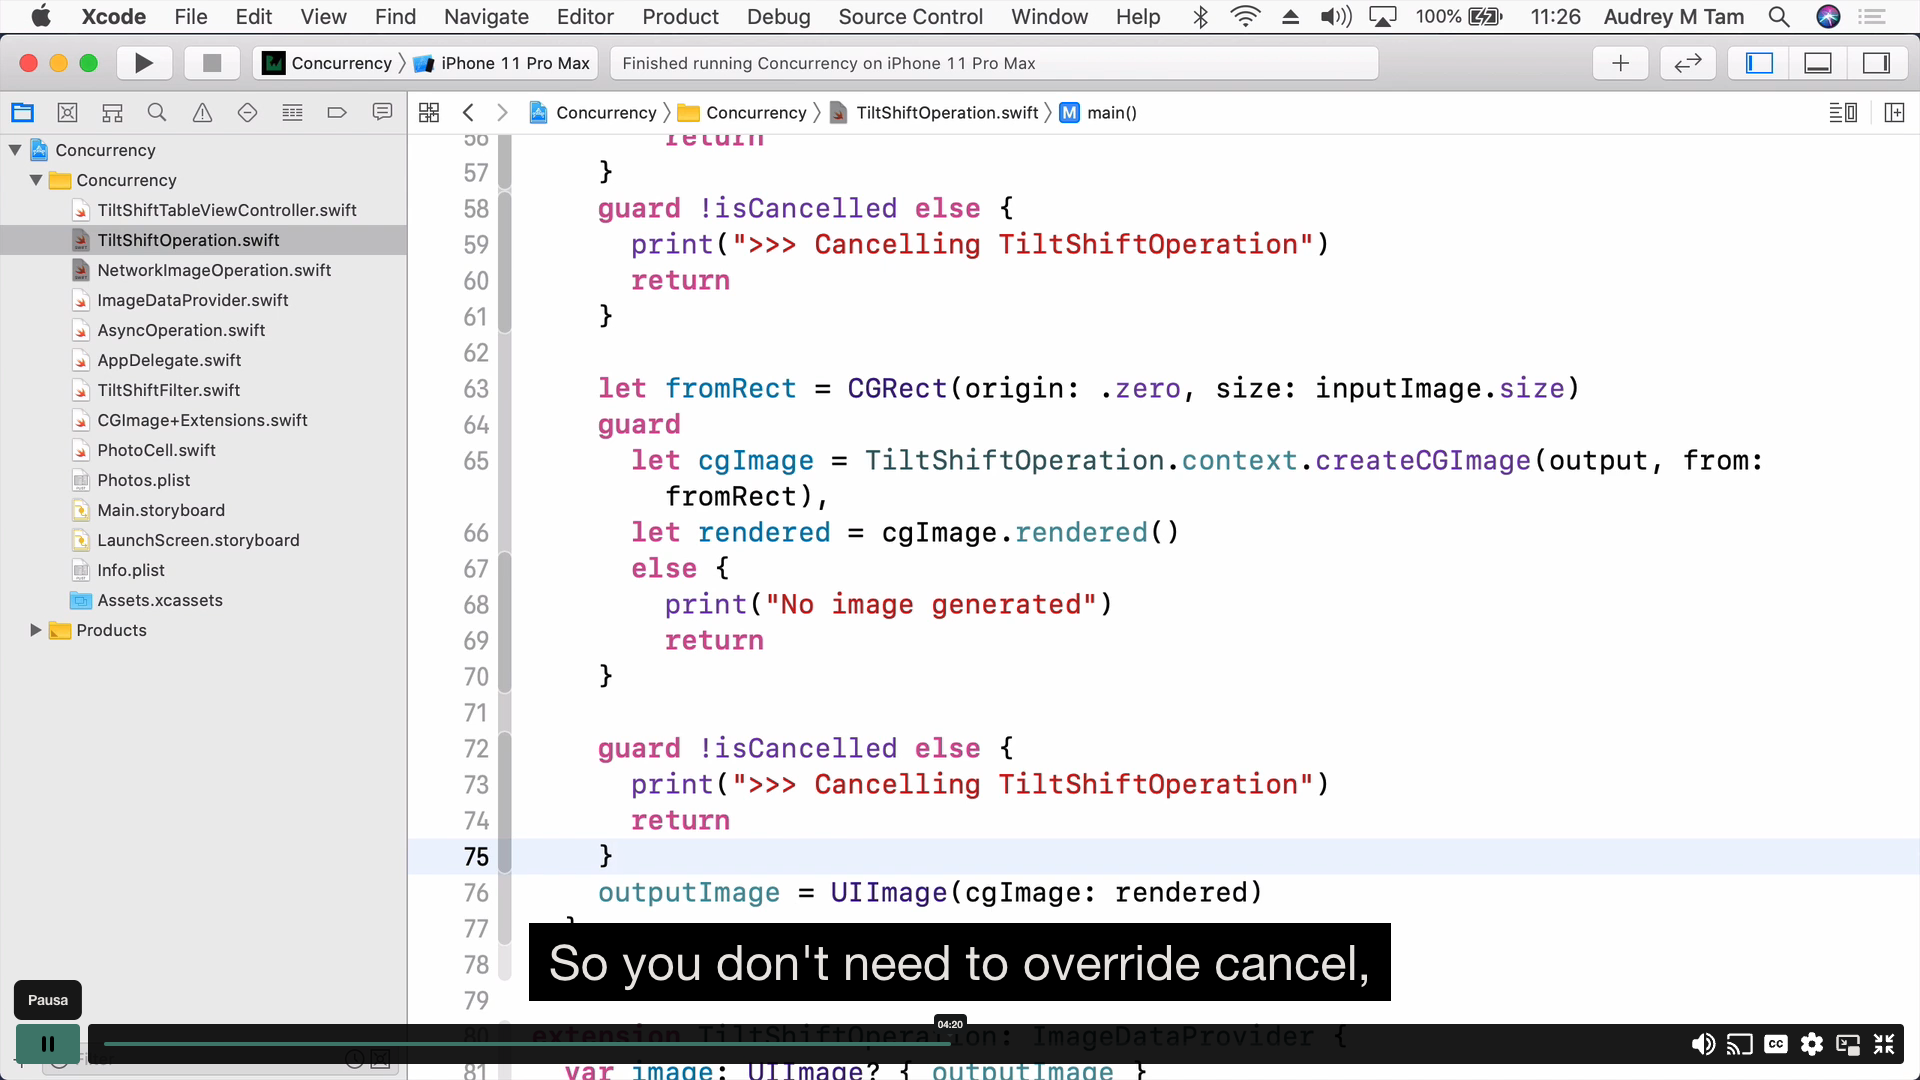 Xcode File Edit View Find Navigate Editor Product Debug Source Control Window Help 100% 11:26 Audrey M Tam
Concurrency iPhone 11 Pro Max Finished running Concurrency on iPhone 11 Pro Max
Concurrency Concurrency TiltShiftOperation.swift M main()
Concurrency
Concurrency
TiltShiftTableViewController.swift
TiltShiftOperation.swift
NetworkImageOperation.swift
ImageDataProvider.swift
AsyncOperation.swift
AppDelegate.swift
TiltShiftFilter.swift
CGImage+Extensions.swift
PhotoCell.swift
Photos.plist
Main.storyboard
LaunchScreen.storyboard
Info.plist
Assets.xcassets
Products
56 return
57 }
58 guard !isCancelled else {
59 print(">>> Cancelling TiltShiftOperation")
60 return
61 }
62
63 let fromRect = CGRect(origin: .zero, size: inputImage.size)
64 guard
65 let cgImage = TiltShiftOperation.context.createCGImage(output, from:
fromRect),
66 let rendered = cgImage.rendered()
67 else {
68 print("No image generated")
69 return
70 }
71
72 guard !isCancelled else {
73 print(">>> Cancelling TiltShiftOperation")
74 return
75 }
76 outputImage = UIImage(cgImage: rendered)
77 }
78
So you don't need to override cancel,
79
Pausa
04:20
80 extension TiltShiftOperation: ImageDataProvider {
CC
Filter
81 var image: UIImage? { outputImage }